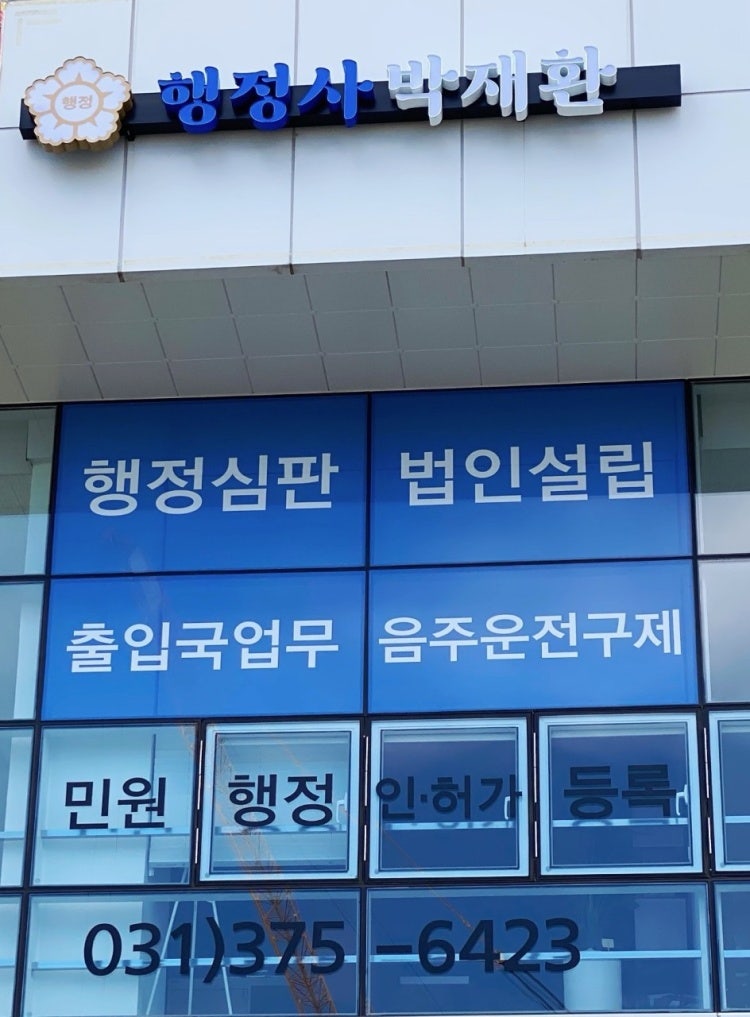 행정
행정사 박재환
행정심판 법인설립
출입국업무 음주운전구제
민원 행정 인·허가 등록
031)375-6423